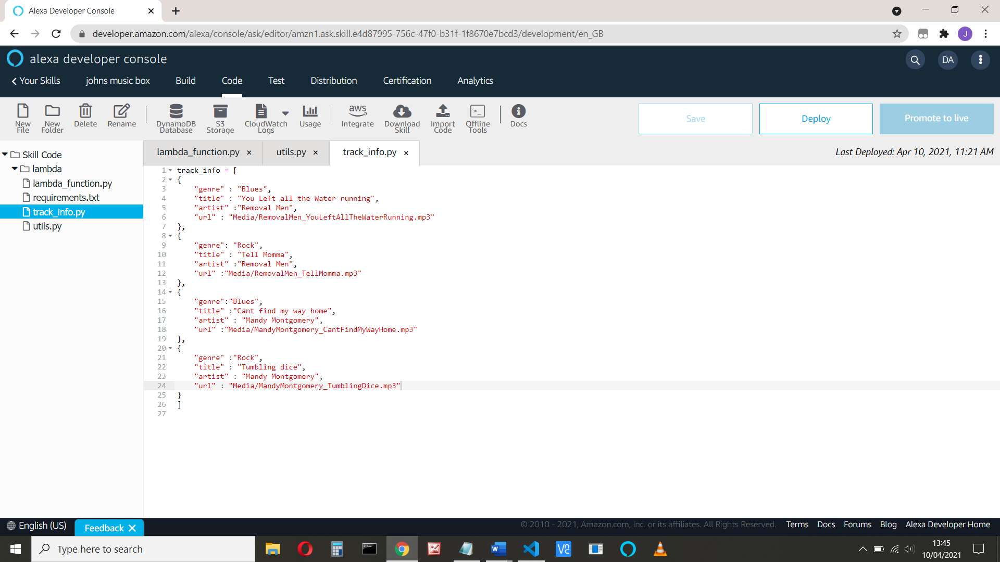 Alexa Developer Console
developer.amazon.com/alexa/console/ask/editor/amzn1.ask.skill.e4d87995-756c-47f0-b31f-1f8670e7bcd3/development/en_GB
J
alexa developer console
DA
Your Skills johns music box Build Code Test Distribution Certification Analytics
New File
New Folder
Delete
Rename
DynamoDB Database
S3 Storage
CloudWatch Logs
Usage
aws
Integrate
Download Skill
Import Code
>_
Offline Tools
Docs
Save
Deploy
Promote to live
Skill Code
lambda
lambda_function.py
requirements.txt
track_info.py
utils.py
lambda_function.py × utils.py × track_info.py ×
Last Deployed: Apr 10, 2021, 11:21 AM
1 track_info = [
2 {
3 "genre" : "Blues",
4 "title" : "You Left all the Water running",
5 "artist" :"Removal Men",
6 "url" : "Media/RemovalMen_YouLeftAllTheWaterRunning.mp3"
7 },
8 {
9 "genre": "Rock",
10 "title" : "Tell Momma",
11 "artist" :"Removal Men",
12 "url" :"Media/RemovalMen_TellMomma.mp3"
13 },
14 {
15 "genre":"Blues",
16 "title" :"Cant find my way home",
17 "artist" : "Mandy Montgomery",
18 "url" :"Media/MandyMontgomery_CantFindMyWayHome.mp3"
19 },
20 {
21 "genre" :"Rock",
22 "title" : "Tumbling dice",
23 "artist" : "Mandy Montgomery",
24 "url" : "Media/MandyMontgomery_TumblingDice.mp3"
25 }
26 ]
27
English (US)
Feedback
© 2010 - 2021, Amazon.com, Inc. or its affiliates. All Rights Reserved. Terms Docs Forums Blog Alexa Developer Home
Type here to search
13:45
10/04/2021